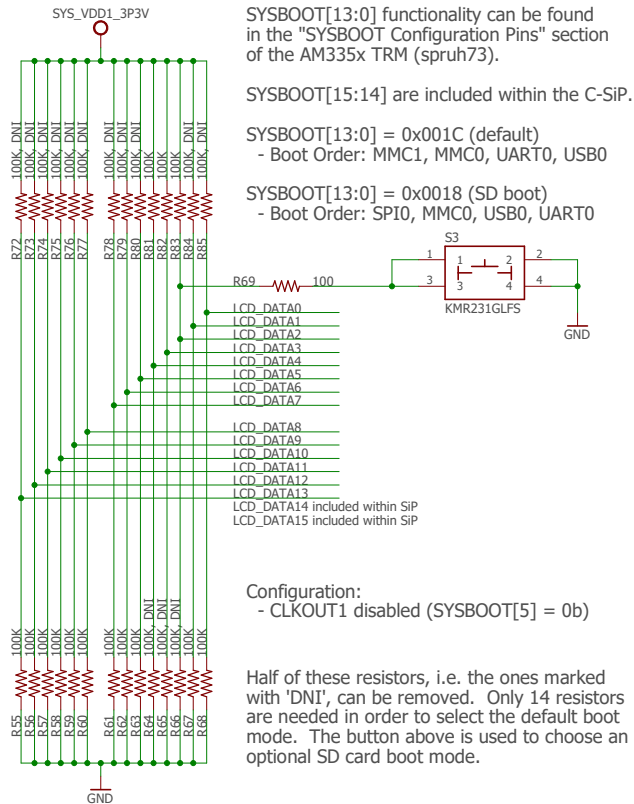 SYS_VDD1_3P3V
SYSBOOT[13:0] functionality can be found
in the "SYSBOOT Configuration Pins" section
of the AM335x TRM (spruh73).
SYSBOOT[15:14] are included within the C-SiP.
SYSBOOT[13:0] = 0x001C (default)
- Boot Order: MMC1, MMC0, UART0, USB0
SYSBOOT[13:0] = 0x0018 (SD boot)
- Boot Order: SPI0, MMC0, USB0, UART0
100K, DNI
100K, DNI
100K, DNI
100K, DNI
100K, DNI
100K, DNI
100K, DNI
100K, DNI
100K, DNI
100K
100K
100K
100K, DNI
100K, DNI
R72
R73
R74
R75
R76
R77
R78
R79
R80
R81
R82
R83
R84
R85
S3
1 1 2 2
3 3 4 4
KMR231GLFS
GND
R69 100
LCD_DATA0
LCD_DATA1
LCD_DATA2
LCD_DATA3
LCD_DATA4
LCD_DATA5
LCD_DATA6
LCD_DATA7
LCD_DATA8
LCD_DATA9
LCD_DATA10
LCD_DATA11
LCD_DATA12
LCD_DATA13
LCD_DATA14 included within SiP
LCD_DATA15 included within SiP
Configuration:
- CLKOUT1 disabled (SYSBOOT[5] = 0b)
100K
100K
100K
100K
100K
100K
100K
100K
100K
100K, DNI
100K, DNI
100K, DNI
100K
100K
R55
R56
R57
R58
R59
R60
R61
R62
R63
R64
R65
R66
R67
R68
Half of these resistors, i.e. the ones marked
with 'DNI', can be removed. Only 14 resistors
are needed in order to select the default boot
mode. The button above is used to choose an
optional SD card boot mode.
GND